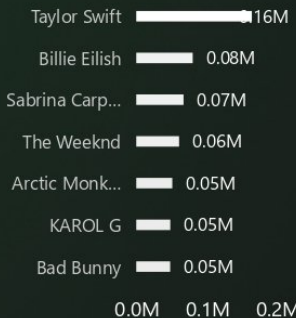 Taylor Swift 0.16M
Billie Eilish 0.08M
Sabrina Carp... 0.07M
The Weeknd 0.06M
Arctic Monk... 0.05M
KAROL G 0.05M
Bad Bunny 0.05M
0.0M 0.1M 0.2M